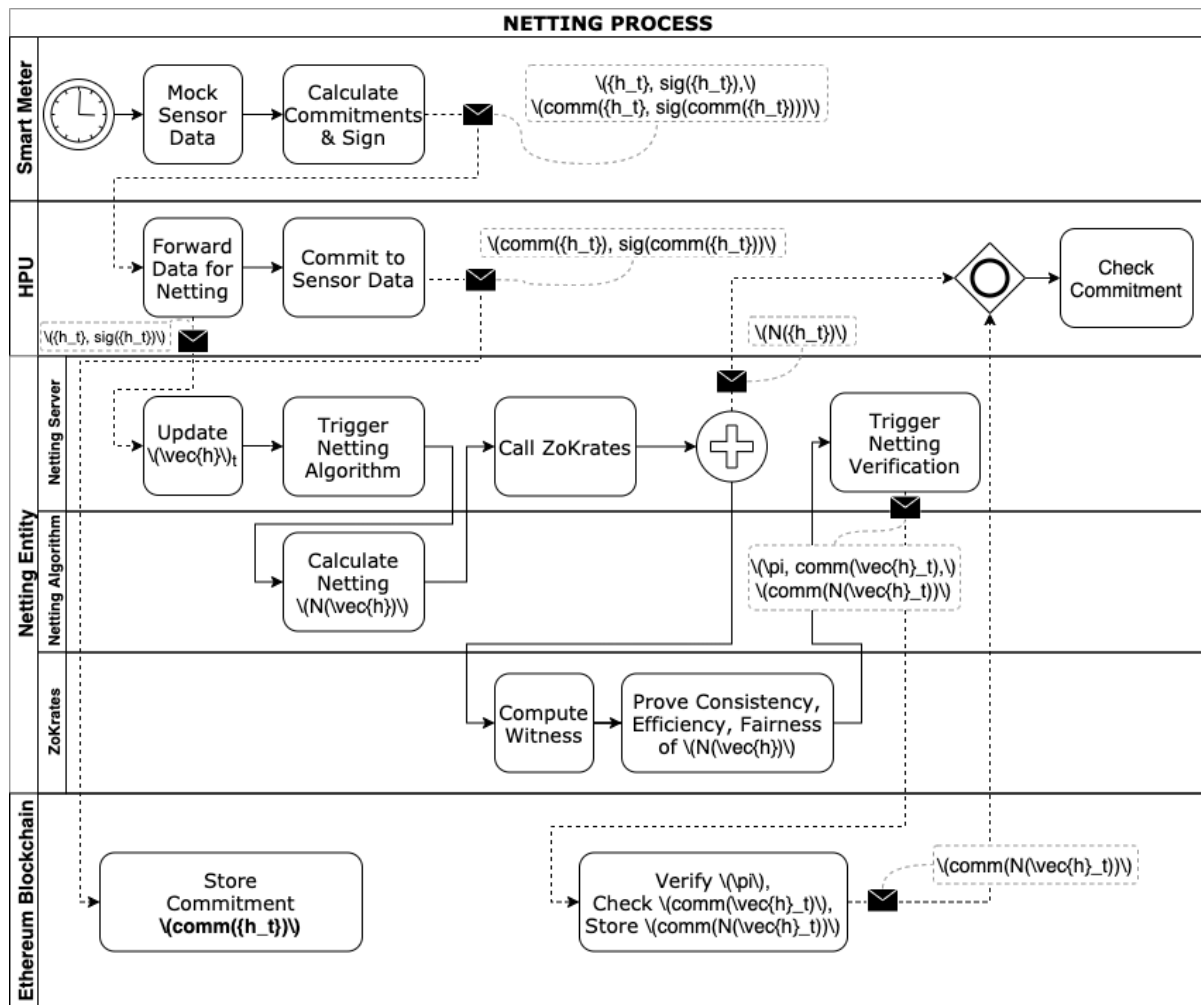 NETTING PROCESS
Smart Meter
Mock
Sensor
Data
Calculate
Commitments
& Sign
\({h_t}, sig({h_t}),\)
\(comm({h_t}, sig(comm({h_t})))\)
HPU
Forward
Data for
Netting
Commit to
Sensor Data
\(comm({h_t}), sig(comm({h_t}))\)
Check
Commitment
\({h_t}, sig({h_t})\)
\(N({h_t})\)
Netting Entity
Netting Server
Update
\(\vec{h}\)t
Trigger
Netting
Algorithm
Call ZoKrates
Trigger
Netting
Verification
Netting Algorithm
Calculate
Netting
\(N(\vec{h})\)
\(\pi, comm(\vec{h}_t),\)
\(comm(N(\vec{h}_t))\)
ZoKrates
Compute
Witness
Prove Consistency,
Efficiency, Fairness
of \(N(\vec{h})\)
Ethereum Blockchain
Store
Commitment
\(comm({h_t})\)
Verify \(\pi\),
Check \(comm(\vec{h}_t)\),
Store \(comm(N(\vec{h}_t))\)
\(comm(N(\vec{h}_t))\)